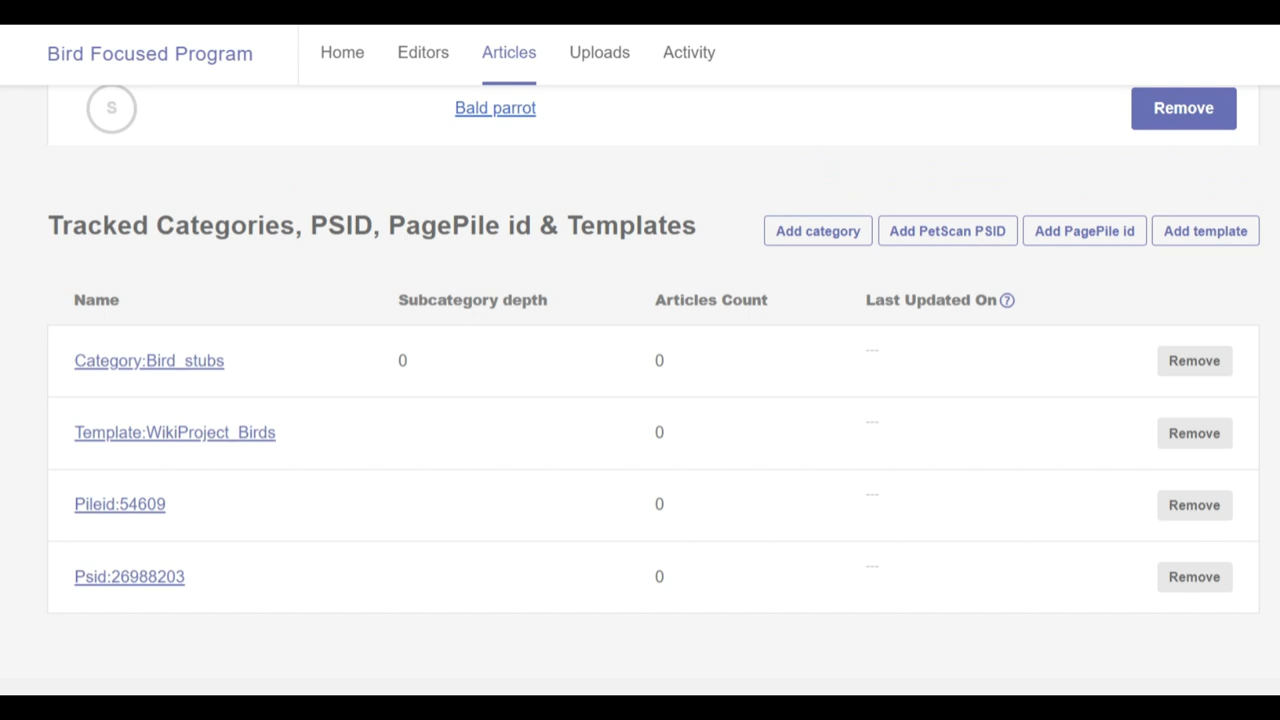 Bird Focused Program Home Editors Articles Uploads Activity
S Bald parrot Remove
Tracked Categories, PSID, PagePile id & Templates Add category Add PetScan PSID Add PagePile id Add template
Name Subcategory depth Articles Count Last Updated On ?
Category:Bird_stubs 0 0 --- Remove
Template:WikiProject_Birds 0 --- Remove
Pileid:54609 0 --- Remove
Psid:26988203 0 --- Remove